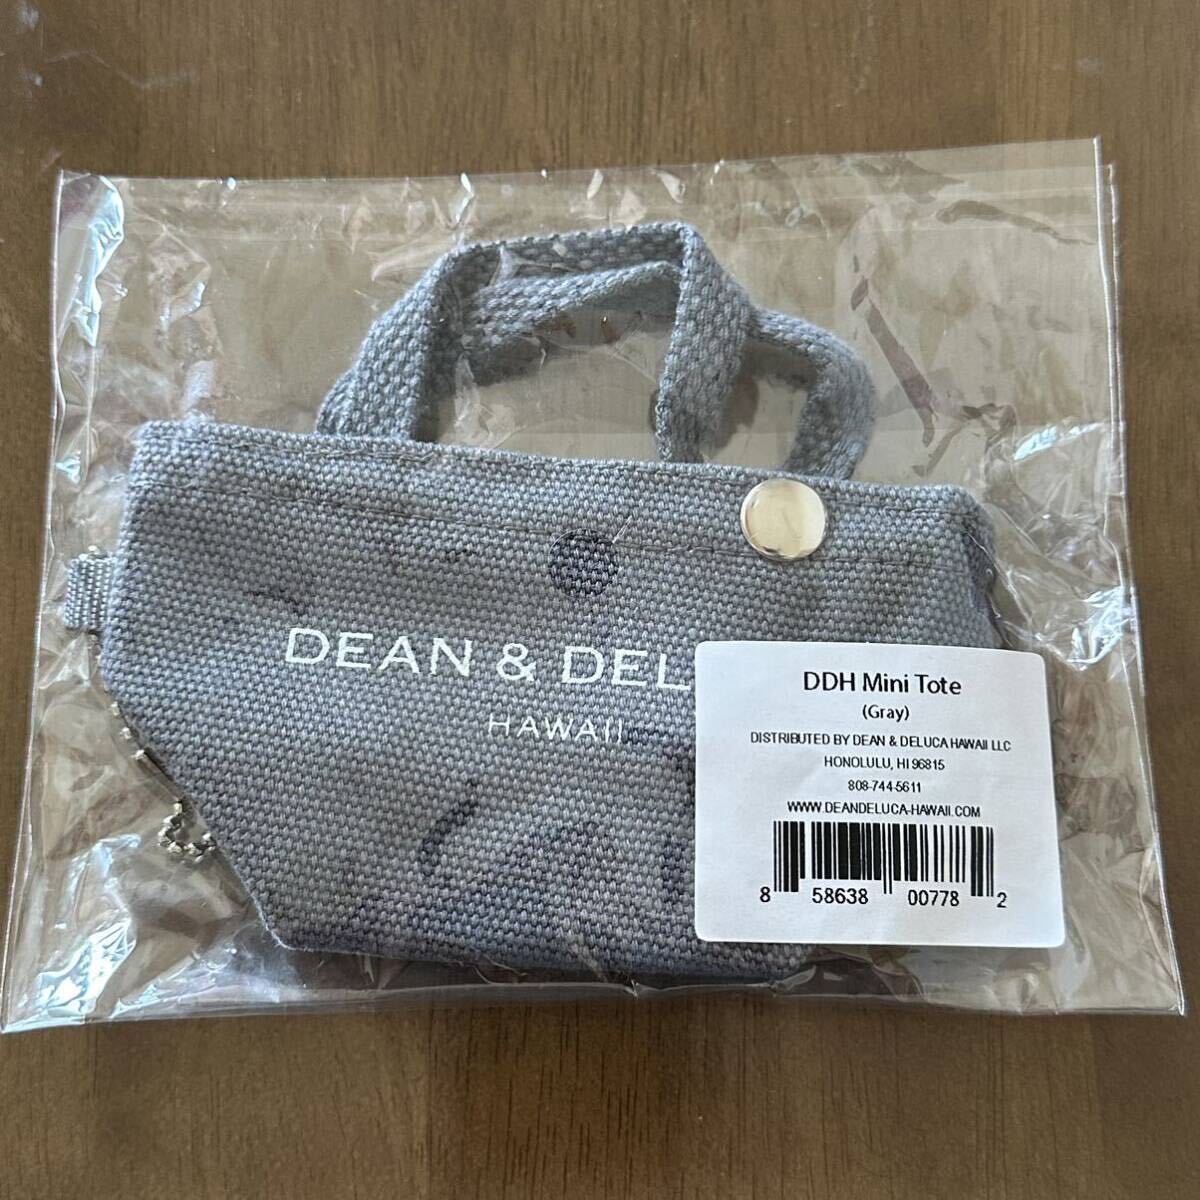 DEAN & DEL
HAWAII
DDH Mini Tote
(Gray)
DISTRIBUTED BY DEAN & DELUCA HAWAII LLC
HONOLULU, HI 96815
808-744-5611
WWW.DEANDELUCA-HAWAII.COM
8 58638 00778 2